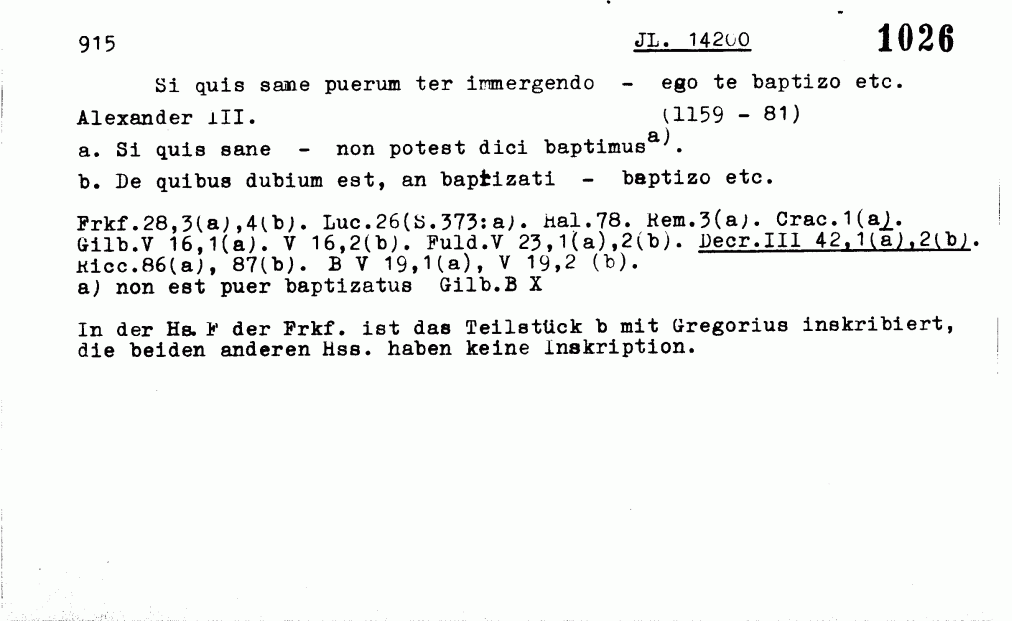 915 JL. 14200 1026
Si quis sane puerum ter immergendo - ego te baptizo etc.
Alexander III. (1159 - 81)
a. Si quis sane - non potest dici baptimus a).
b. De quibus dubium est, an baptizati - baptizo etc.
Frkf.28,3(a),4(b). Luc.26(S.373:a). Hal.78. Rem.3(a). Crac.1(a).
Gilb.V 16,1(a). V 16,2(b). Fuld.V 23,1(a),2(b). Decr.III 42,1(a),2(b).
Ricc.86(a), 87(b). B V 19,1(a), V 19,2 (b).
a) non est puer baptizatus Gilb.B X
In der Hs. F der Frkf. ist das Teilstück b mit Gregorius inskribiert,
die beiden anderen Hss. haben keine Inskription.